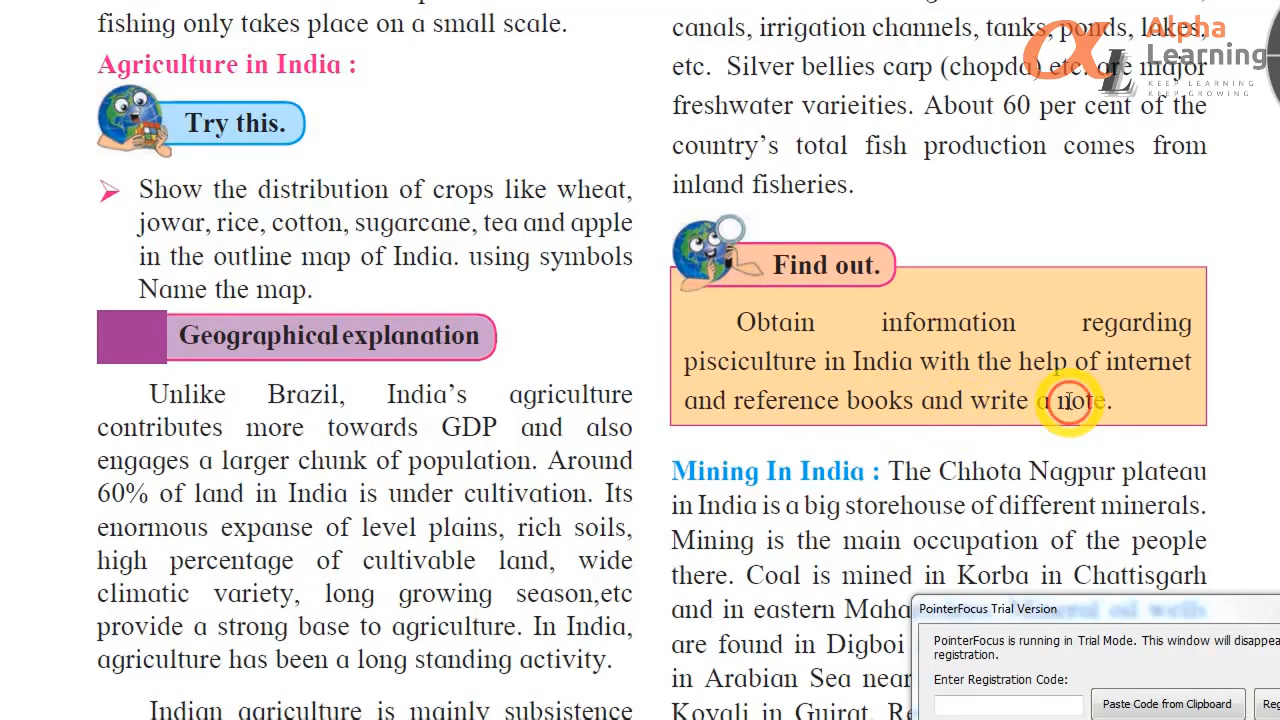 fishing only takes place on a small scale.
Agriculture in India :
Try this.
Show the distribution of crops like wheat,
jowar, rice, cotton, sugarcane, tea and apple
in the outline map of India. using symbols
Name the map.
Geographical explanation
Unlike Brazil, India’s agriculture
contributes more towards GDP and also
engages a larger chunk of population. Around
60% of land in India is under cultivation. Its
enormous expanse of level plains, rich soils,
high percentage of cultivable land, wide
climatic variety, long growing season,etc
provide a strong base to agriculture. In India,
agriculture has been a long standing activity.
Indian agriculture is mainly subsistence
canals, irrigation channels, tanks, ponds, lakes,
etc. Silver bellies carp (chopda) etc. are major
freshwater varieities. About 60 per cent of the
country’s total fish production comes from
inland fisheries.
Find out.
Obtain information regarding
pisciculture in India with the help of internet
and reference books and write a note.
Mining In India : The Chhota Nagpur plateau
in India is a big storehouse of different minerals.
Mining is the main occupation of the people
there. Coal is mined in Korba in Chattisgarh
and in eastern Mineral oil wells
are found in Digboi
in Arabian Sea near
Koyali in Gujrat.
Alpha
Learning
KEEP LEARNING
KEEP GROWING
PointerFocus Trial Version
PointerFocus is running in Trial Mode. This window will
registration.
Enter Registration Code:
Paste Code from Clipboard